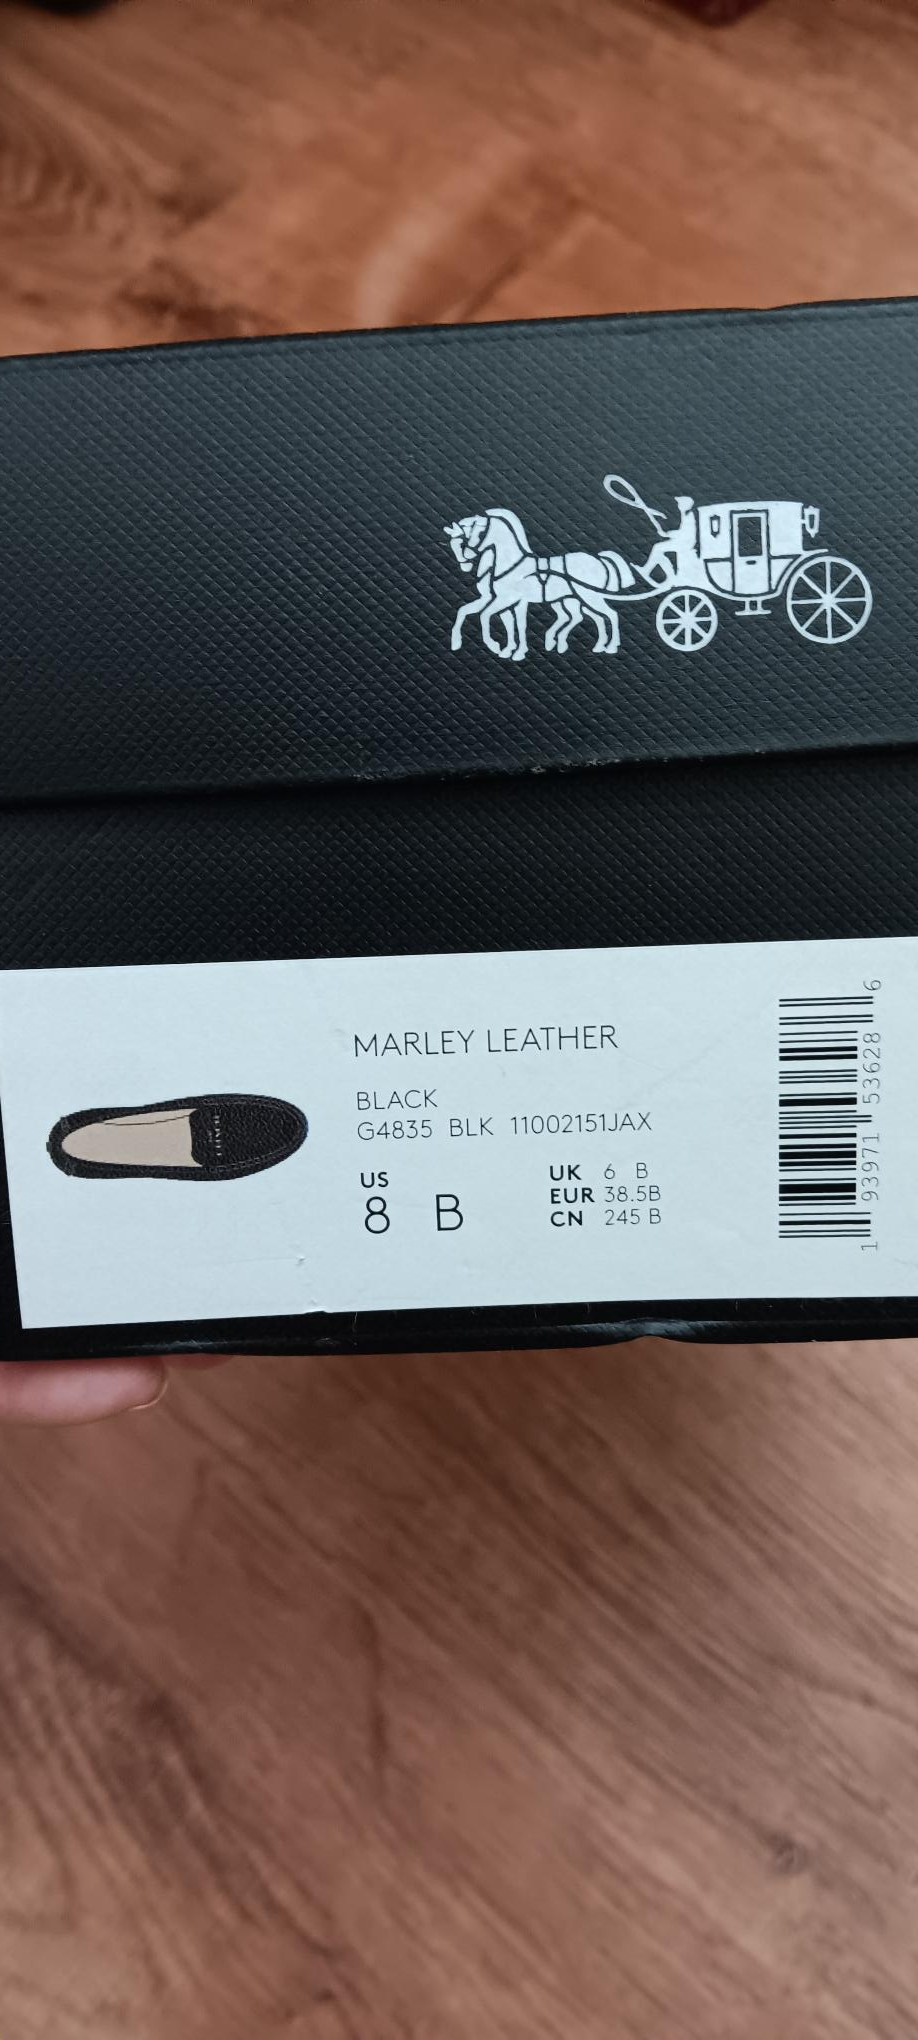 MARLEY LEATHER
BLACK
G4835 BLK 11002151JAX
US
8 B
UK 6 B
EUR 38.5B
CN 245 B
1 93971 53628 6